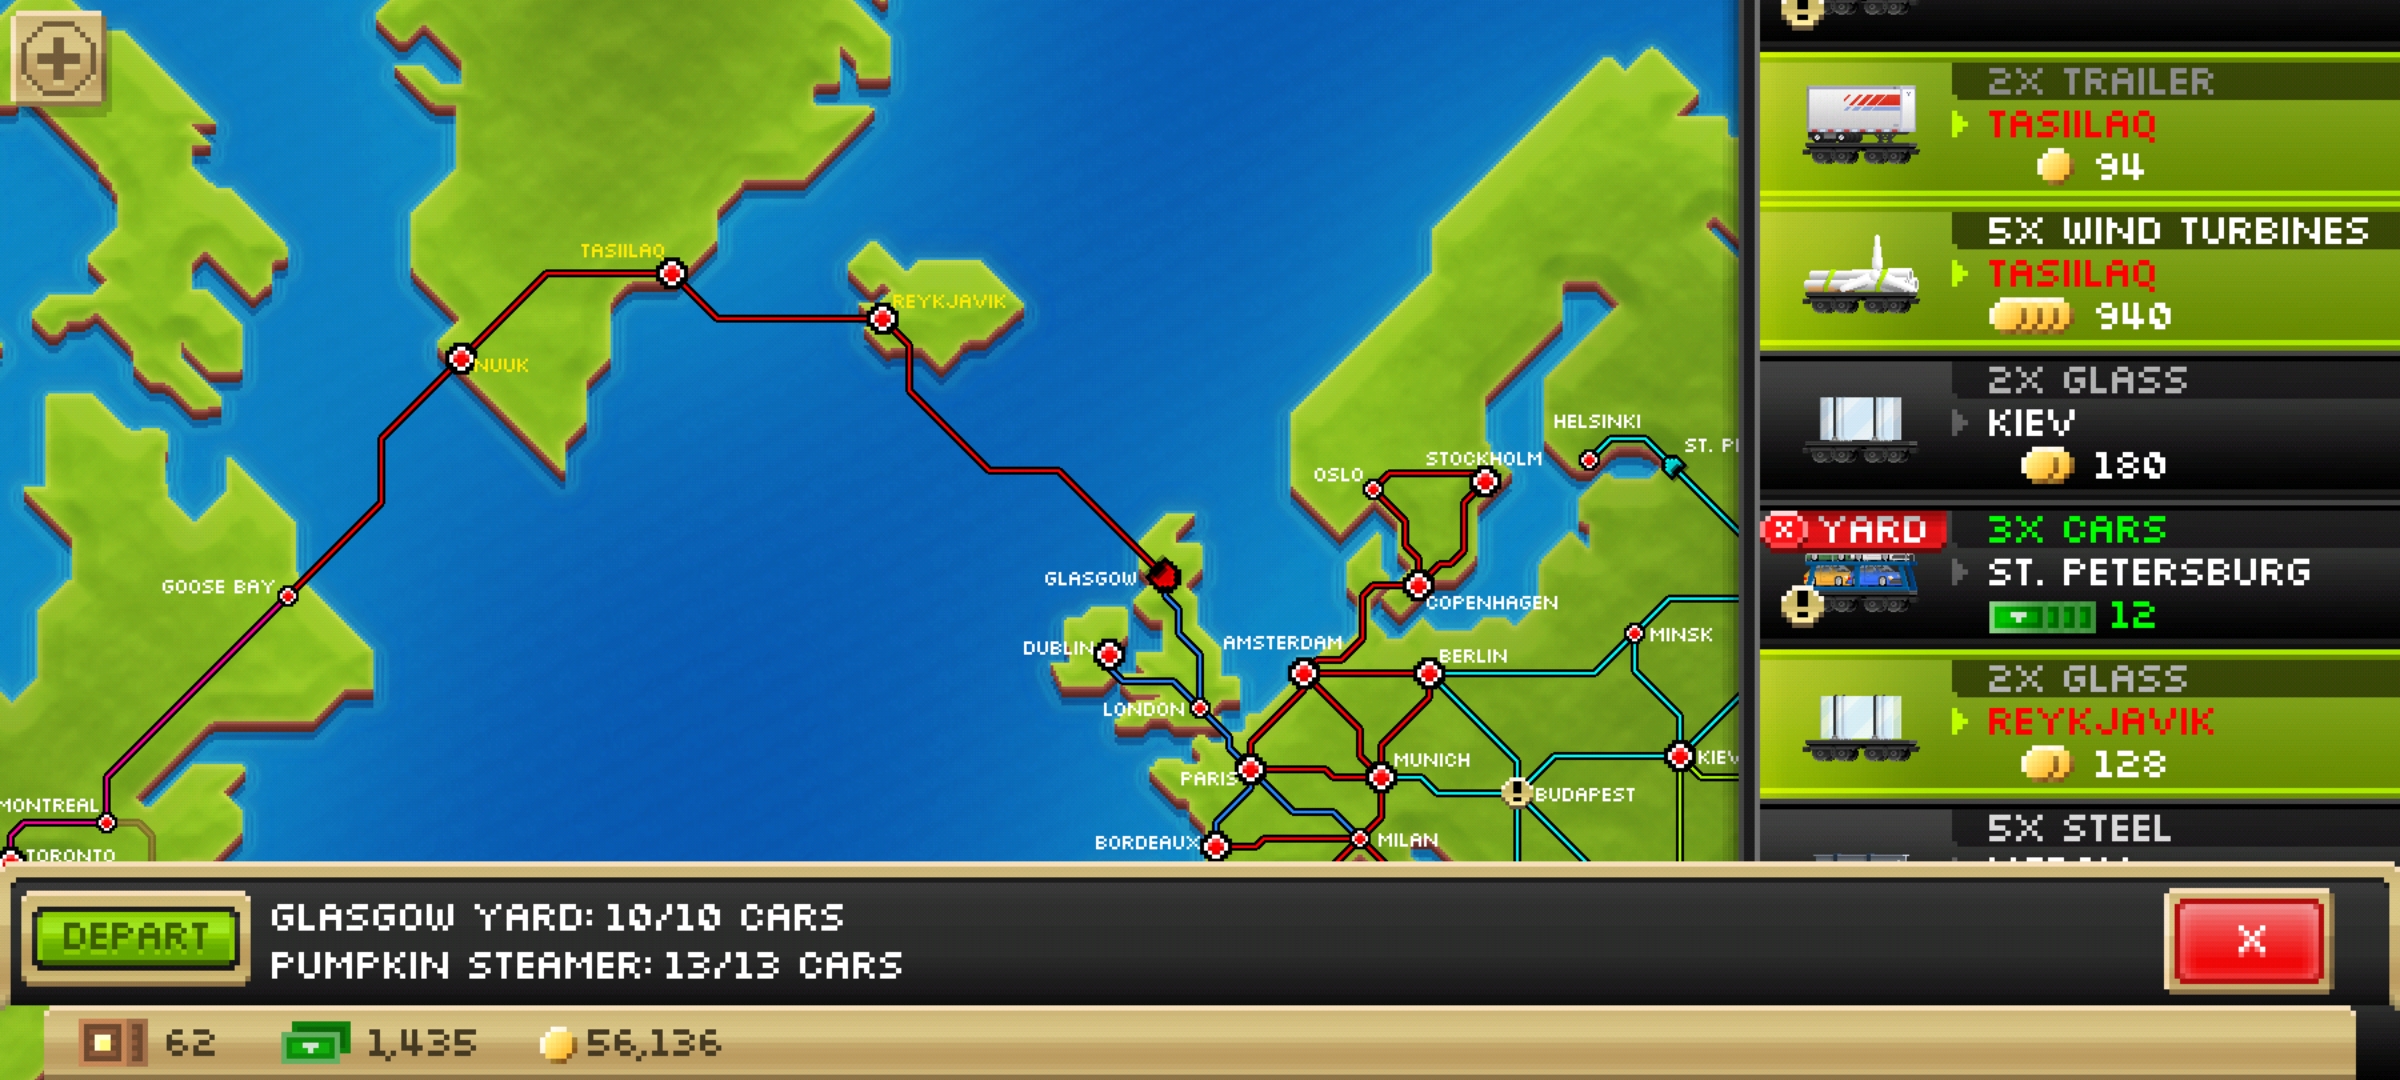 TASIILAQ
REYKJAVIK
NUUK
GOOSE BAY
MONTREAL
TORONTO
GLASGOW
DUBLIN
LONDON
PARIS
BORDEAUX
OSLO
STOCKHOLM
HELSINKI
COPENHAGEN
AMSTERDAM
BERLIN
MINSK
MUNICH
BUDAPEST
MILAN
2X TRAILER
TASIILAQ
94
5X WIND TURBINES
TASIILAQ
940
2X GLASS
KIEV
180
YARD
3X CARS
ST. PETERSBURG
12
2X GLASS
REYKJAVIK
128
5X STEEL
DEPART
GLASGOW YARD: 10/10 CARS
PUMPKIN STEAMER: 13/13 CARS
X
62
1,435
56,136